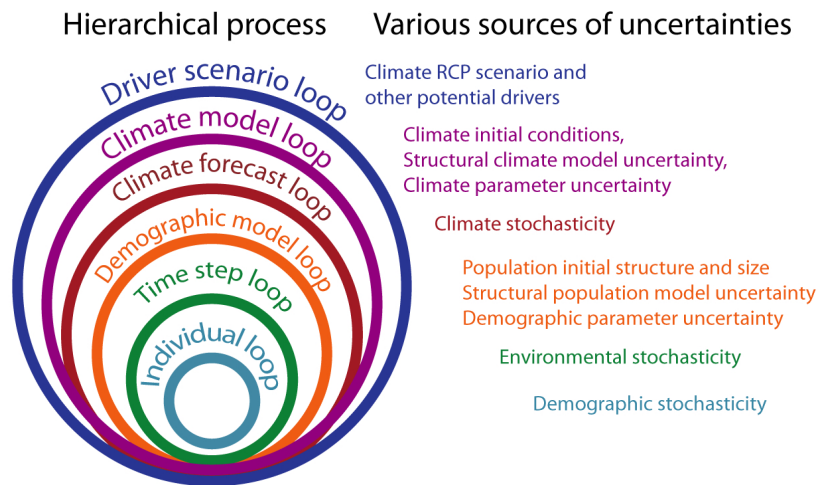 Hierarchical process
Various sources of uncertainties
Driver scenario loop
Climate RCP scenario and
other potential drivers
Climate model loop
Climate initial conditions,
Structural climate model uncertainty,
Climate parameter uncertainty
Climate forecast loop
Climate stochasticity
Demographic model loop
Population initial structure and size
Structural population model uncertainty
Demographic parameter uncertainty
Time step loop
Environmental stochasticity
Individual loop
Demographic stochasticity